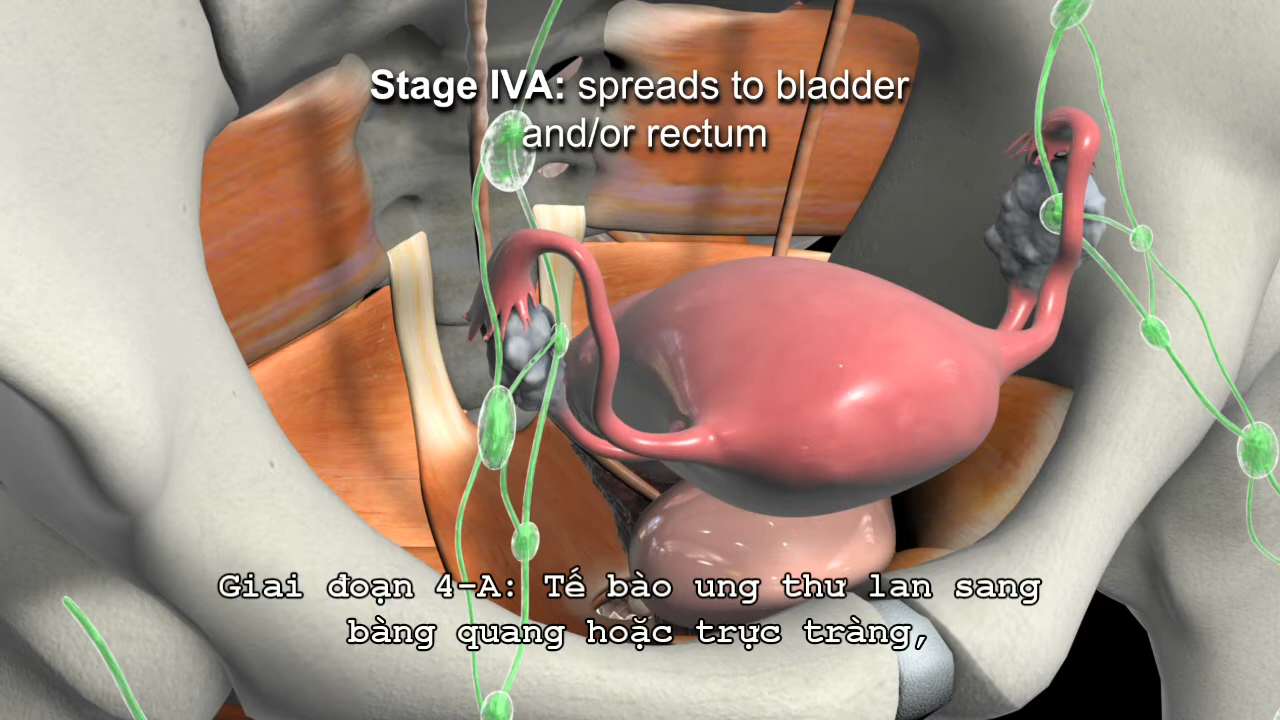 Stage IVA: spreads to bladder
and/or rectum
Giai đoạn 4-A: Tế bào ung thư lan sang
bàng quang hoặc trực tràng,